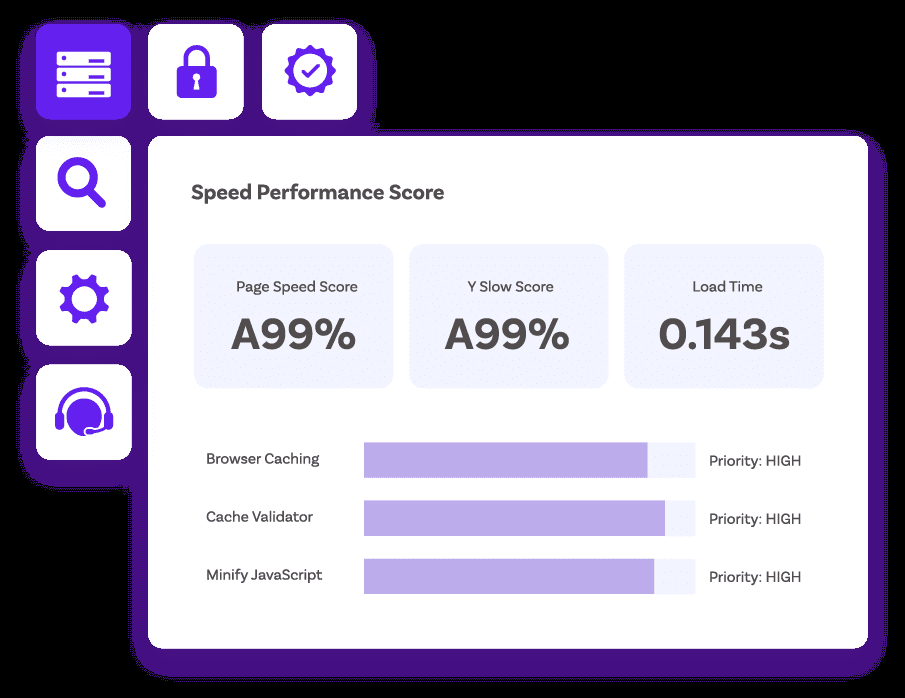 Speed Performance Score
Page Speed Score
A99%
Y Slow Score
A99%
Load Time
0.143s
Browser Caching
Priority: HIGH
Cache Validator
Priority: HIGH
Minify JavaScript
Priority: HIGH